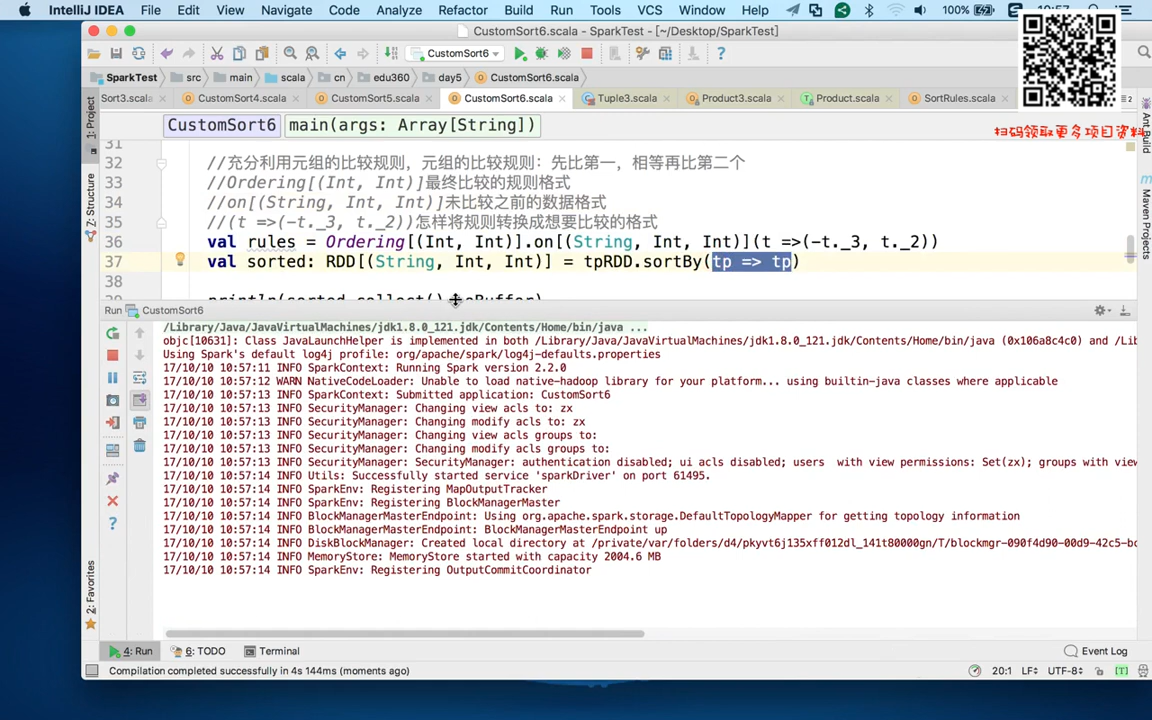 IntelliJ IDEA File Edit View Navigate Code Analyze Refactor Build Run Tools VCS Window Help 100%
CustomSort6.scala - SparkTest - [~/Desktop/SparkTest]
CustomSort6
SparkTest src main scala cn edu360 day5 CustomSort6.scala
Sort3.scala CustomSort4.scala CustomSort5.scala CustomSort6.scala Tuple3.scala Product3.scala Product.scala SortRules.scala
扫码领取更多项目资料
CustomSort6 main(args: Array[String])
31
32 //充分利用元组的比较规则，元组的比较规则：先比第一，相等再比第二个
33 //Ordering[(Int, Int)]最终比较的规则格式
34 //on[(String, Int, Int)]未比较之前的数据格式
35 //(t =>(-t._3, t._2))怎样将规则转换成想要比较的格式
36 val rules = Ordering[(Int, Int)].on[(String, Int, Int)](t =>(-t._3, t._2))
37 val sorted: RDD[(String, Int, Int)] = tpRDD.sortBy(tp => tp)
38
1: Project
Z: Structure
2: Favorites
Ant Build
Maven Projects
Run CustomSort6
/Library/Java/JavaVirtualMachines/jdk1.8.0_121.jdk/Contents/Home/bin/java ...
objc[10631]: Class JavaLaunchHelper is implemented in both /Library/Java/JavaVirtualMachines/jdk1.8.0_121.jdk/Contents/Home/bin/java (0x106a8c4c0) and /Lib
Using Spark's default log4j profile: org/apache/spark/log4j-defaults.properties
17/10/10 10:57:11 INFO SparkContext: Running Spark version 2.2.0
17/10/10 10:57:12 WARN NativeCodeLoader: Unable to load native-hadoop library for your platform... using builtin-java classes where applicable
17/10/10 10:57:13 INFO SparkContext: Submitted application: CustomSort6
17/10/10 10:57:13 INFO SecurityManager: Changing view acls to: zx
17/10/10 10:57:13 INFO SecurityManager: Changing modify acls to: zx
17/10/10 10:57:13 INFO SecurityManager: Changing view acls groups to:
17/10/10 10:57:13 INFO SecurityManager: Changing modify acls groups to:
17/10/10 10:57:13 INFO SecurityManager: SecurityManager: authentication disabled; ui acls disabled; users  with view permissions: Set(zx); groups with view
17/10/10 10:57:14 INFO Utils: Successfully started service 'sparkDriver' on port 61495.
17/10/10 10:57:14 INFO SparkEnv: Registering MapOutputTracker
17/10/10 10:57:14 INFO SparkEnv: Registering BlockManagerMaster
17/10/10 10:57:14 INFO BlockManagerMasterEndpoint: Using org.apache.spark.storage.DefaultTopologyMapper for getting topology information
17/10/10 10:57:14 INFO BlockManagerMasterEndpoint: BlockManagerMasterEndpoint up
17/10/10 10:57:14 INFO DiskBlockManager: Created local directory at /private/var/folders/d4/pkyvt6j135xff012dl_141t80000gn/T/blockmgr-090f4d90-00d9-42c5-bc
17/10/10 10:57:14 INFO MemoryStore: MemoryStore started with capacity 2004.6 MB
17/10/10 10:57:14 INFO SparkEnv: Registering OutputCommitCoordinator
4: Run 6: TODO Terminal Event Log
Compilation completed successfully in 4s 144ms (moments ago) 20:1 LF UTF-8 [T]